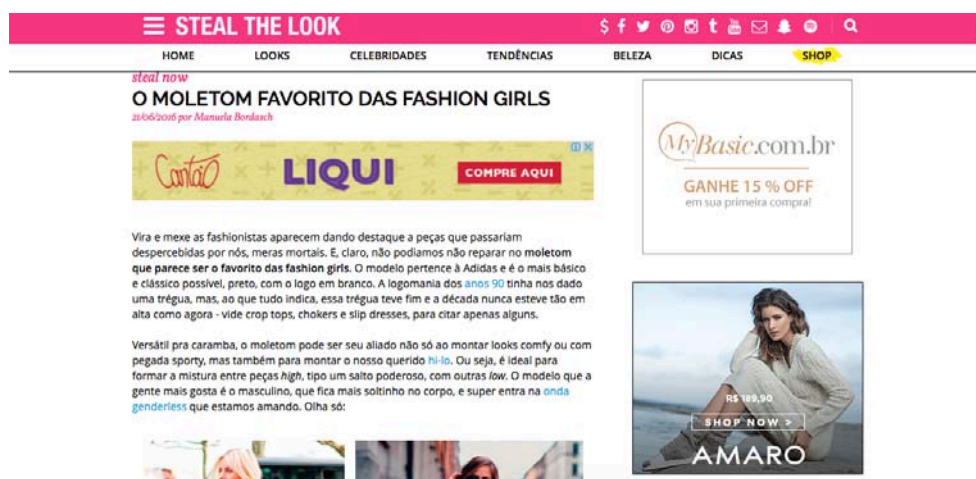 STEAL THE LOOK
HOME LOOKS CELEBRIDADES TENDÊNCIAS BELEZA DICAS SHOP
steal now
O MOLETOM FAVORITO DAS FASHION GIRLS
21/06/2016 por Manuela Bordasch
Cantão LIQUI COMPRE AQUI
Vira e mexe as fashionistas aparecem dando destaque a peças que passariam
despercebidas por nós, meras mortais. E, claro, não podiamos não reparar no moletom
que parece ser o favorito das fashion girls. O modelo pertence à Adidas e é o mais básico
e clássico possível, preto, com o logo em branco. A logomania dos anos 90 tinha nos dado
uma trégua, mas, ao que tudo indica, essa trégua teve fim e a década nunca esteve tão em
alta como agora - vide crop tops, chokers e slip dresses, para citar apenas alguns.
Versátil pra caramba, o moletom pode ser seu aliado não só ao montar looks comfy ou com
pegada sporty, mas também para montar o nosso querido hi-lo. Ou seja, é ideal para
formar a mistura entre peças high, tipo um salto poderoso, com outras low. O modelo que a
gente mais gosta é o masculino, que fica mais soltinho no corpo, e super entra na onda
genderless que estamos amando. Olha só:
MyBasic.com.br
GANHE 15 % OFF
em sua primeira compra!
R$ 189,90
SHOP NOW >
AMARO